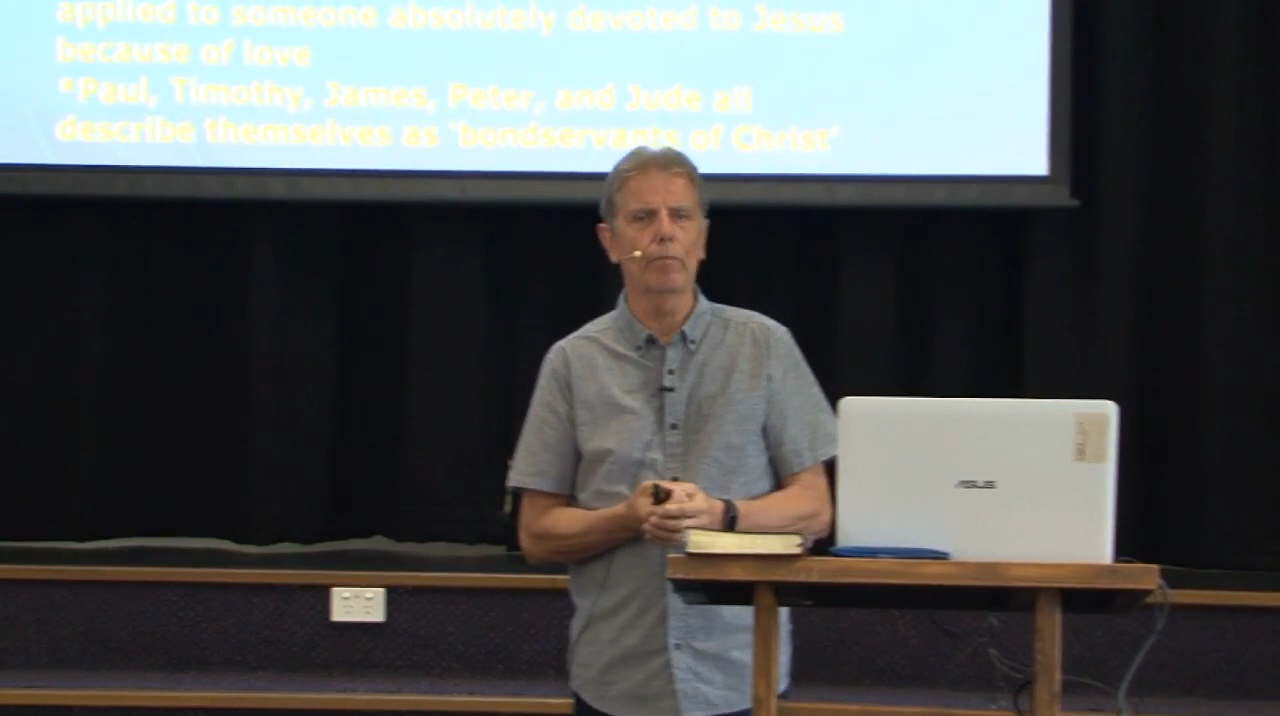 applied to someone absolutely devoted to Jesus
because of love
*Paul, Timothy, James, Peter, and Jude all
describe themselves as ‘bondservants of Christ’
ASUS